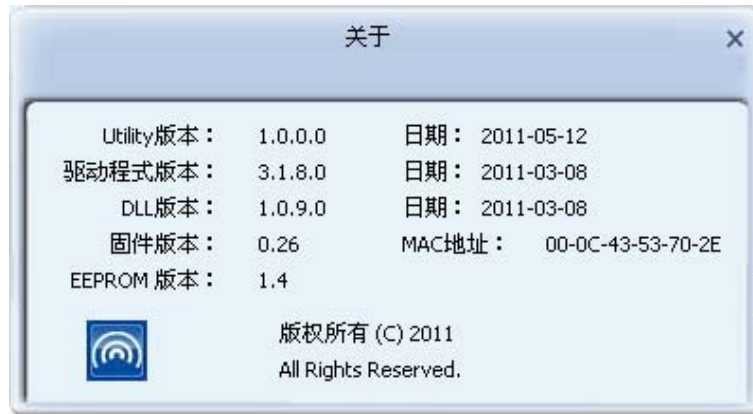 关于
Utility版本： 1.0.0.0 日期： 2011-05-12
驱动程式版本： 3.1.8.0 日期： 2011-03-08
DLL版本： 1.0.9.0 日期： 2011-03-08
固件版本： 0.26 MAC地址： 00-0C-43-53-70-2E
EEPROM 版本： 1.4
版权所有 (C) 2011
All Rights Reserved.